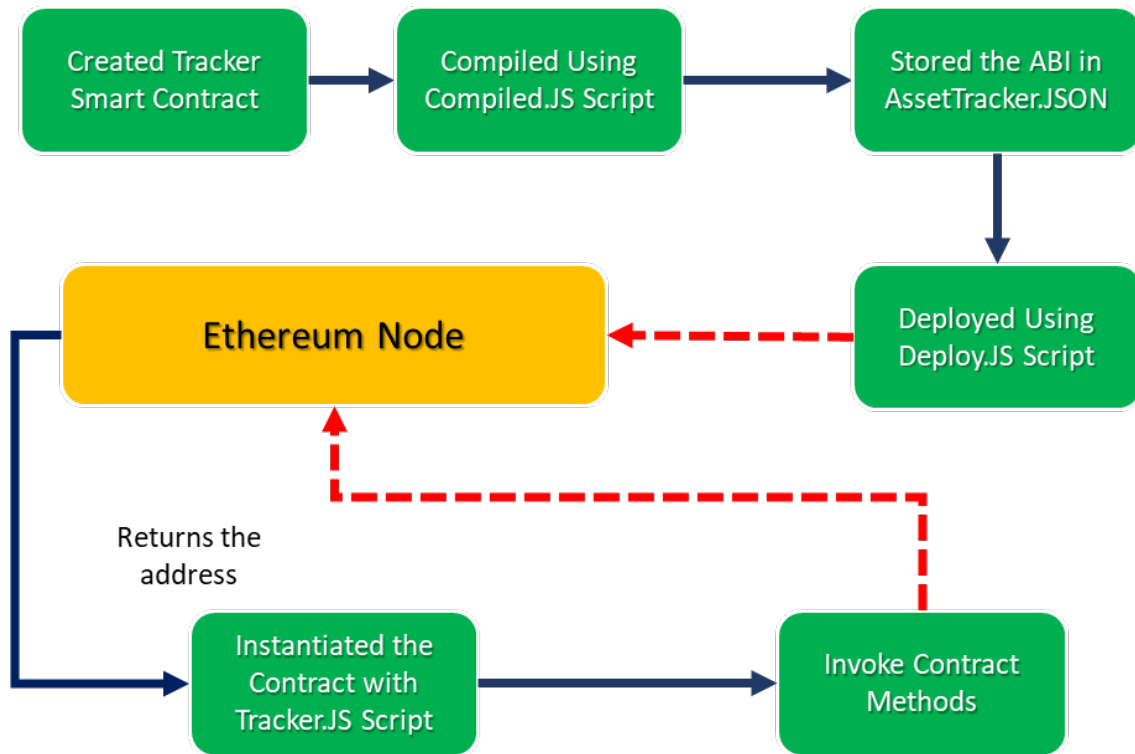 Created Tracker
Smart Contract
Compiled Using
Compiled.JS Script
Stored the ABI in
AssetTracker.JSON
Ethereum Node
Deployed Using
Deploy.JS Script
Returns the
address
Instantiated the
Contract with
Tracker.JS Script
Invoke Contract
Methods